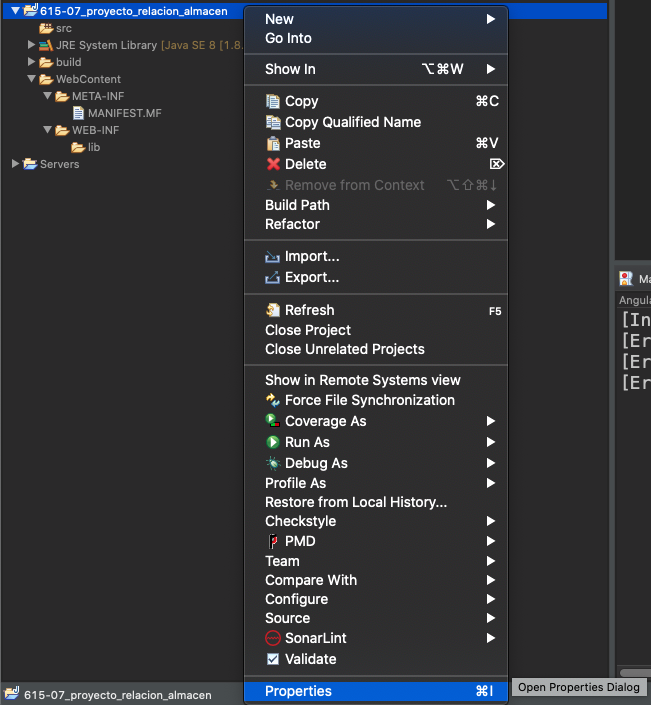 615-07_proyecto_relacion_almacen
src
JRE System Library [Java SE 8 [1.8.
build
WebContent
META-INF
MANIFEST.MF
WEB-INF
lib
Servers
New
Go Into
Show In ⌥⌘W
Copy ⌘C
Copy Qualified Name
Paste ⌘V
Delete ⌦
Remove from Context ⌥⇧⌘↓
Build Path
Refactor
Import...
Export...
Refresh F5
Close Project
Close Unrelated Projects
Show in Remote Systems view
Force File Synchronization
Coverage As
Run As
Debug As
Profile As
Restore from Local History...
Checkstyle
PMD
Team
Compare With
Configure
Source
SonarLint
Validate
Properties ⌘I
Open Properties Dialog
Ma
Angula
[In
[Er
[Er
[Er
615-07_proyecto_relacion_almacen